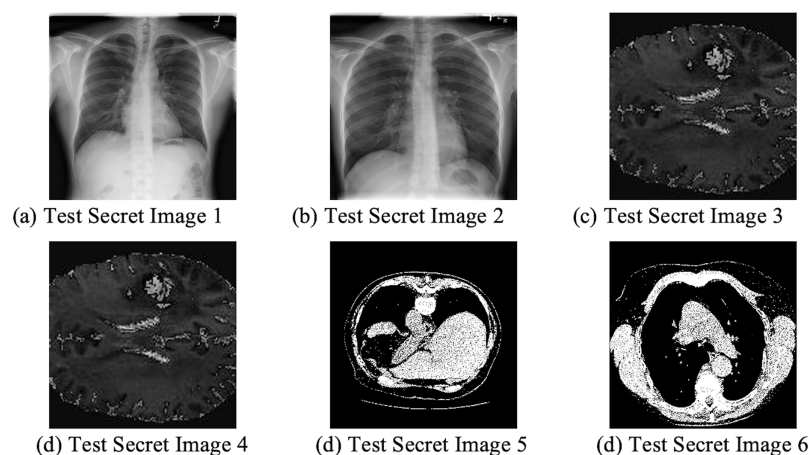 (a) Test Secret Image 1
(b) Test Secret Image 2
(c) Test Secret Image 3
(d) Test Secret Image 4
(d) Test Secret Image 5
(d) Test Secret Image 6